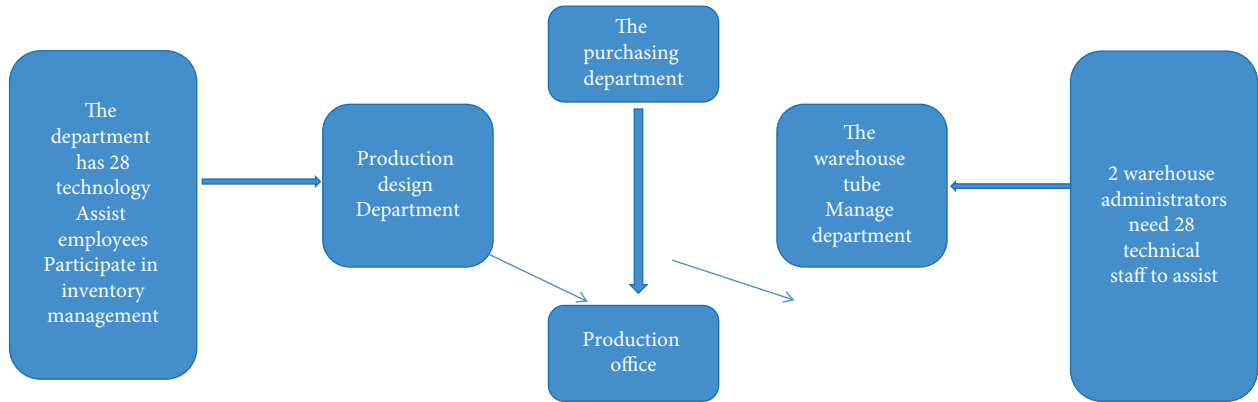 The
department
has 28
technology
Assist
employees
Participate in
inventory
management
Production
design
Department
The
purchasing
department
Production
office
The
warehouse
tube
Manage
department
2 warehouse
administrators
need 28
technical
staff to assist